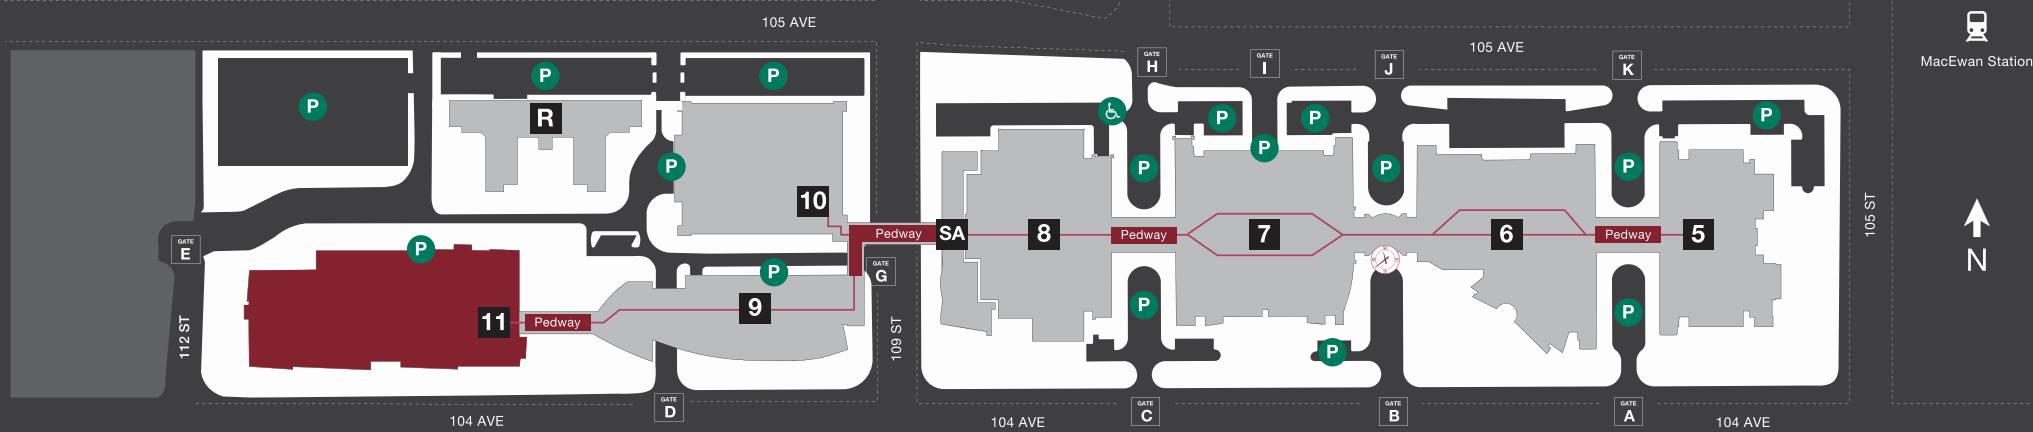 105 AVE
105 AVE
MacEwan Station
GATE
H
GATE
I
GATE
J
GATE
K
P
P
P
P
R
P
P
P
P
P
P
P
P
10
105 ST
Pedway
SA
8
Pedway
7
6
Pedway
5
GATE
E
P
GATE
G
P
N
9
11
Pedway
P
P
112 ST
109 ST
P
104 AVE
GATE
D
104 AVE
GATE
C
GATE
B
GATE
A
104 AVE